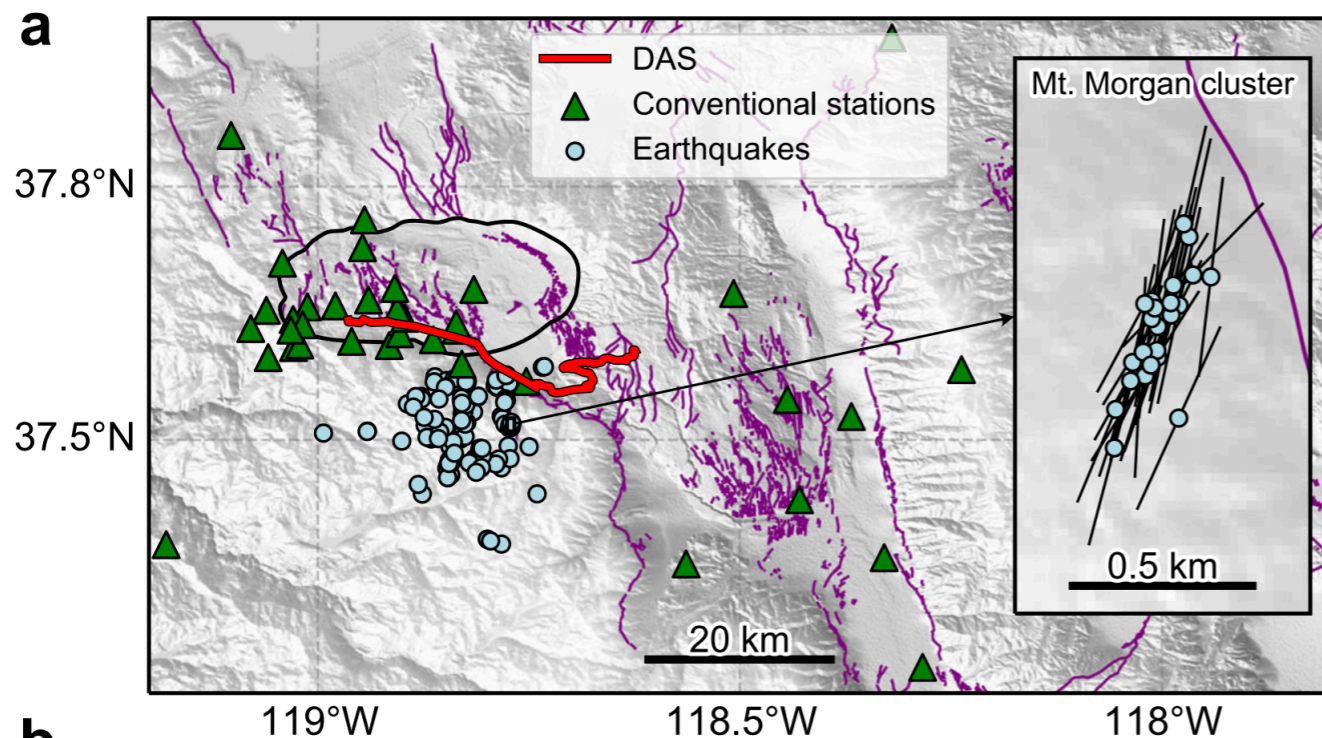 a
DAS
Conventional stations
Earthquakes
Mt. Morgan cluster
37.8°N
37.5°N
0.5 km
20 km
119°W
118.5°W
118°W
b